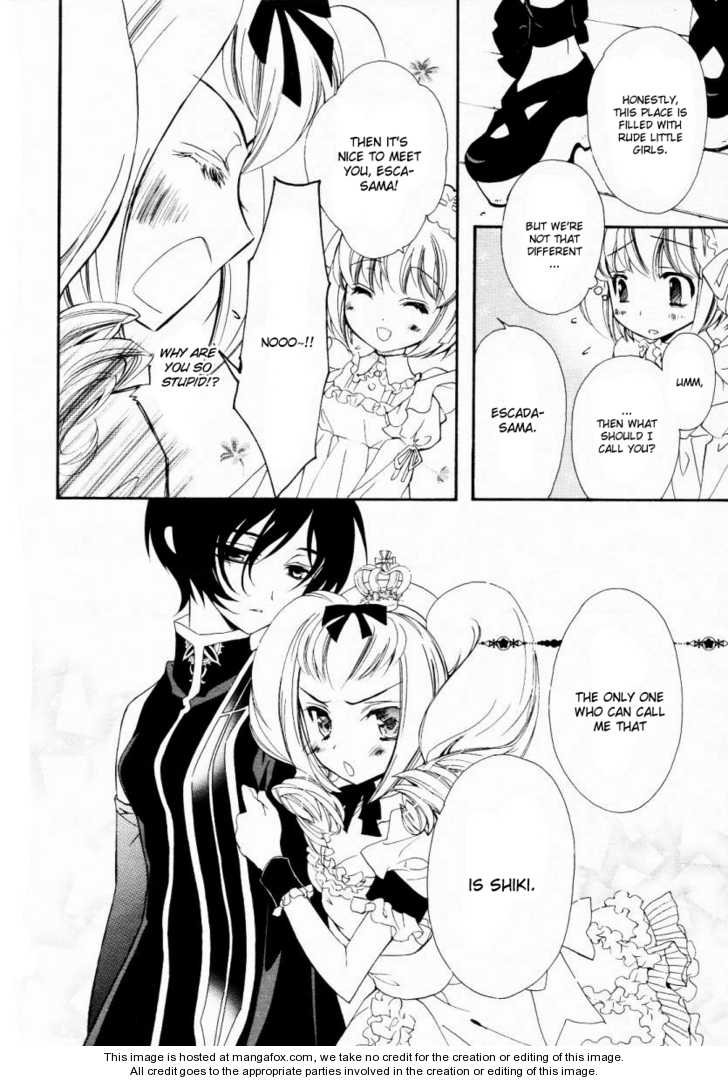 HONESTLY,
THIS PLACE IS
FILLED WITH
RUDE LITTLE
GIRLS.
BUT WE'RE
NOT THAT
DIFFERENT
...
UMM,
...
THEN WHAT
SHOULD I
CALL YOU?
ESCADA-
SAMA.
THEN IT'S
NICE TO MEET
YOU, ESCA-
SAMA!
NOOO~!!
WHY ARE
YOU SO
STUPID!?
THE ONLY ONE
WHO CAN CALL
ME THAT
IS SHIKI.
This image is hosted at mangafox.com, we take no credit for the creation or editing of this image.
All credit goes to the appropriate parties involved in the creation or editing of this image.